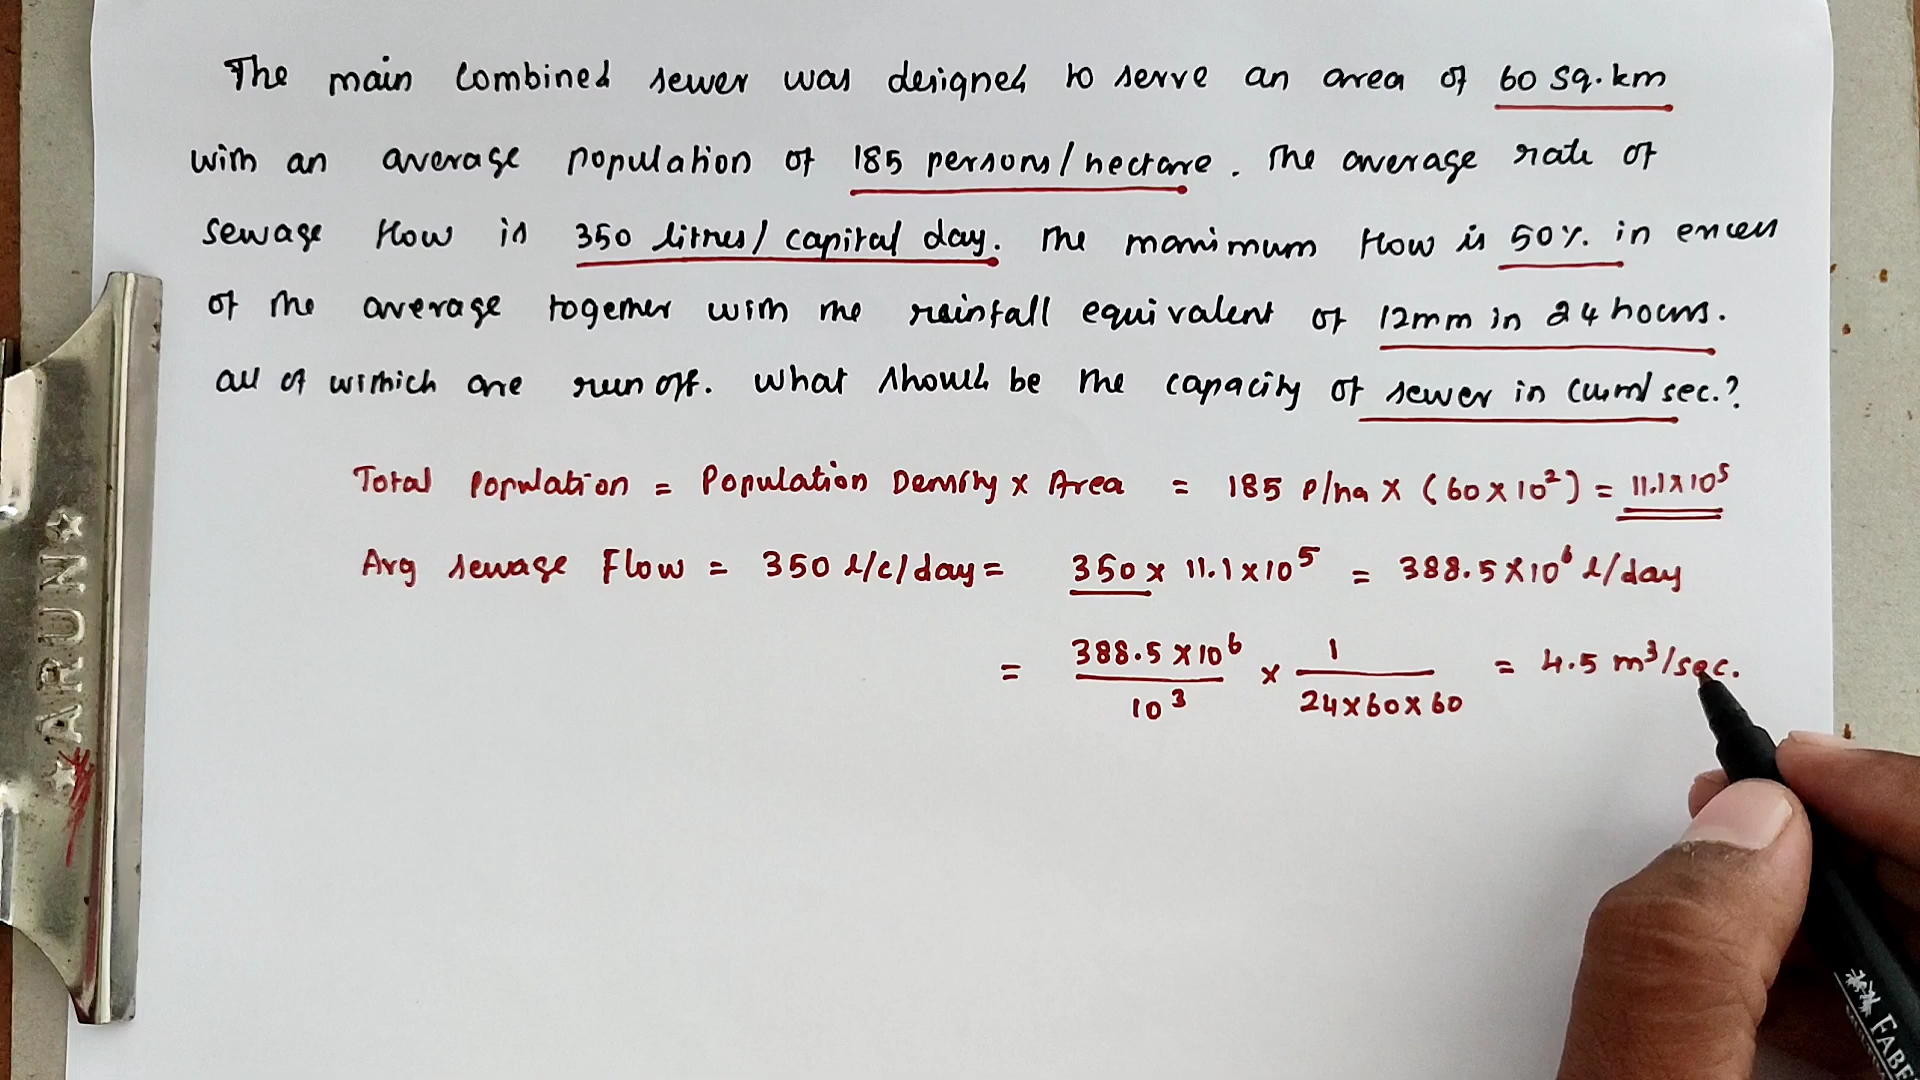 The main combined sewer was designed to serve an area of 60 sq.km
with an average population of 185 persons/hectare. The average rate of
sewage flow is 350 litres/capital day. The maximum flow is 50%. in excess
of the average together with the rainfall equivalent of 12mm in 24 hours.
all of which are run off. What should be the capacity of sewer in cum/sec.?
Total Population = Population Density x Area = 185 P/ha x (60 x 10²) = 11.1x10⁵
Avg sewage Flow = 350 l/c/day = 350 x 11.1 x 10⁵ = 388.5 x 10⁶ l/day
= 388.5 x 10⁶ / 10³ x 1 / 24x60x60 = 4.5 m³/sec.
ARUN
FABE